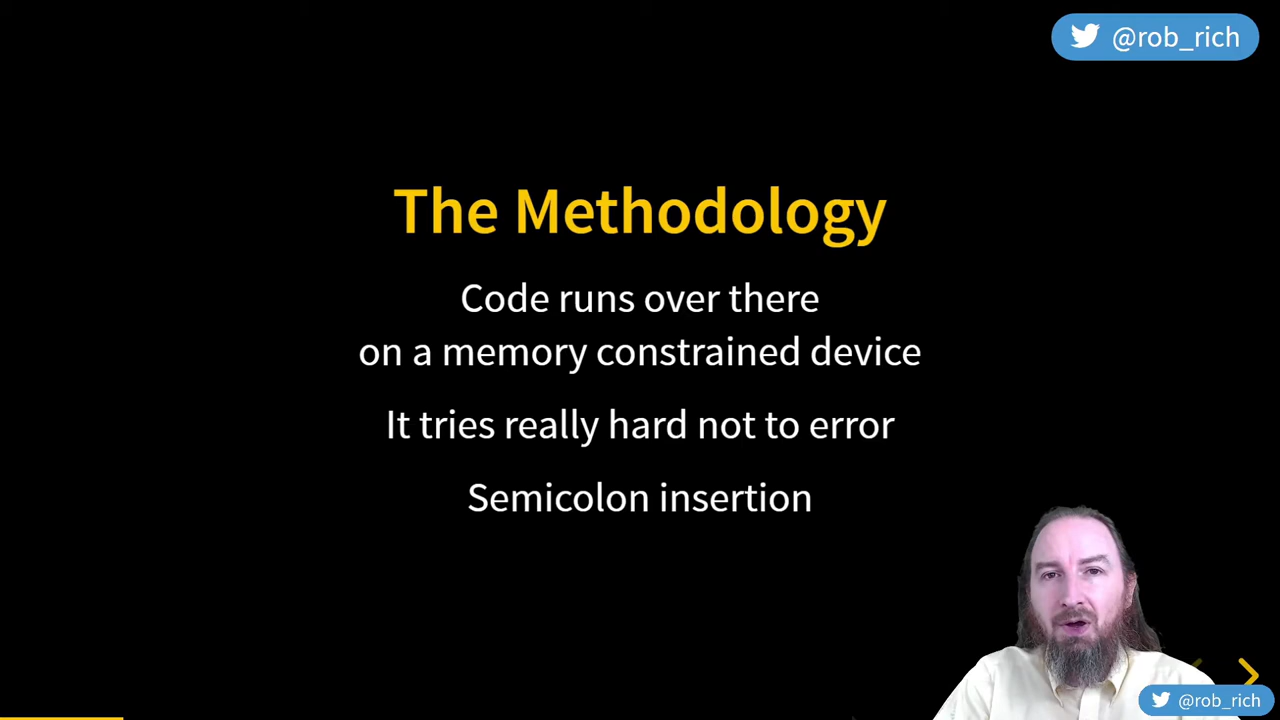 @rob_rich
The Methodology
Code runs over there
on a memory constrained device
It tries really hard not to error
Semicolon insertion
@rob_rich